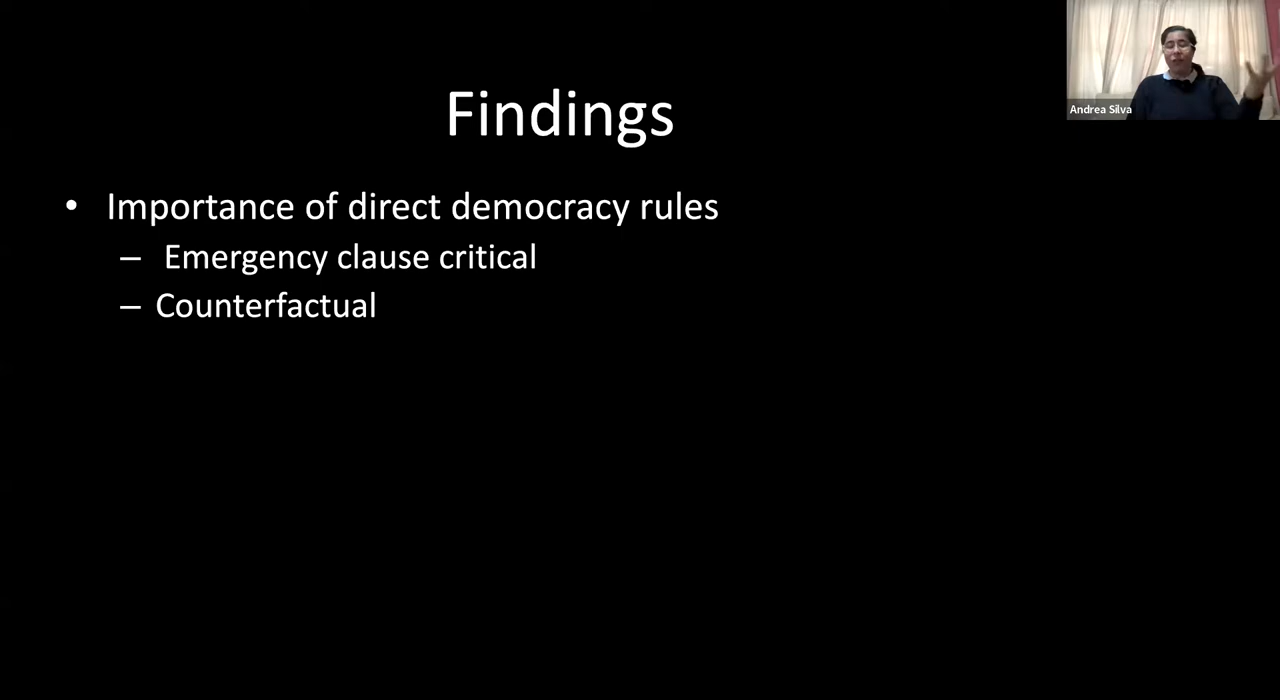 Findings
• Importance of direct democracy rules
– Emergency clause critical
– Counterfactual
Andrea Silva